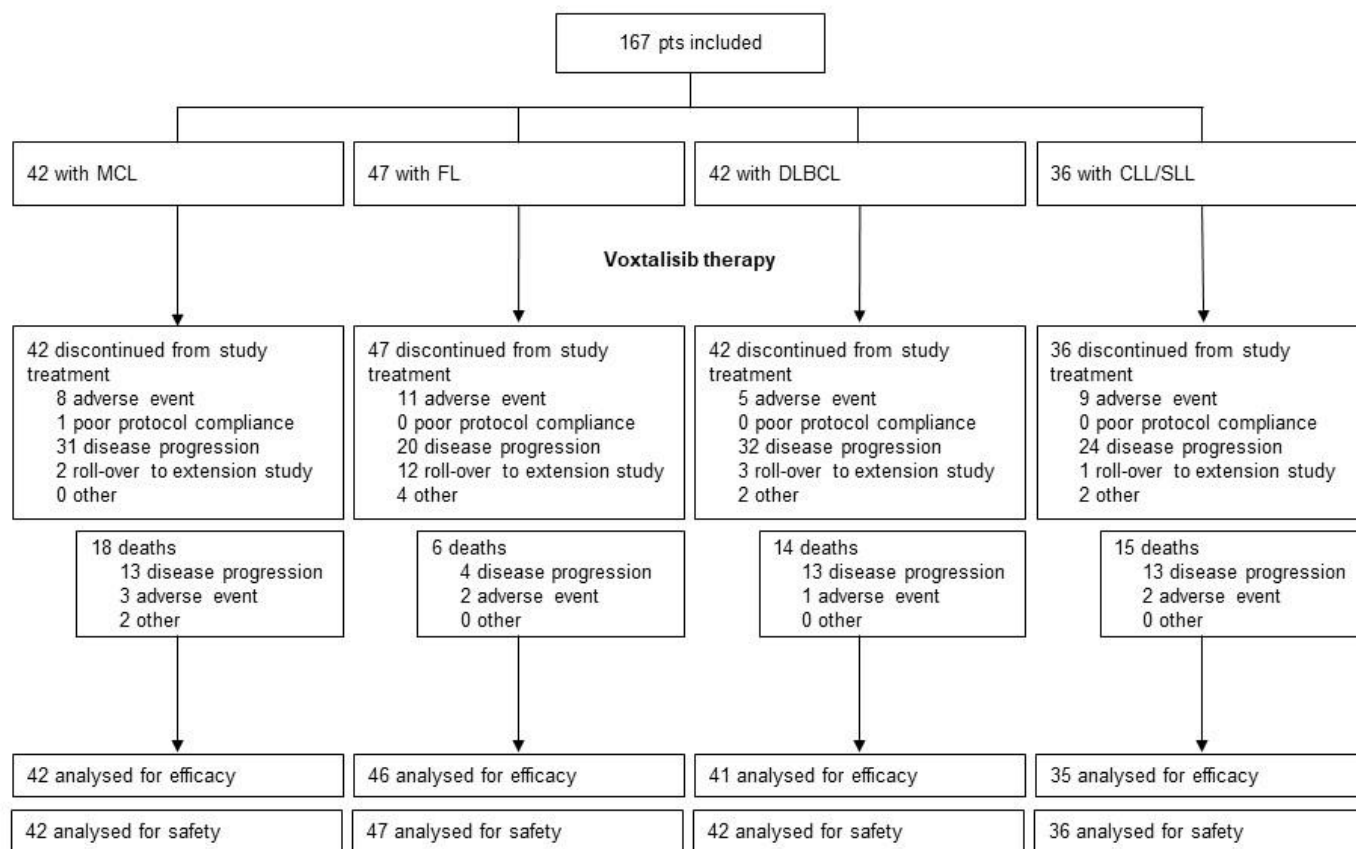 167 pts included
42 with MCL
47 with FL
42 with DLBCL
36 with CLL/SLL
Voxtalisib therapy
42 discontinued from study
treatment
8 adverse event
1 poor protocol compliance
31 disease progression
2 roll-over to extension study
0 other
47 discontinued from study
treatment
11 adverse event
0 poor protocol compliance
20 disease progression
12 roll-over to extension study
4 other
42 discontinued from study
treatment
5 adverse event
0 poor protocol compliance
32 disease progression
3 roll-over to extension study
2 other
36 discontinued from study
treatment
9 adverse event
0 poor protocol compliance
24 disease progression
1 roll-over to extension study
2 other
18 deaths
13 disease progression
3 adverse event
2 other
6 deaths
4 disease progression
2 adverse event
0 other
14 deaths
13 disease progression
1 adverse event
0 other
15 deaths
13 disease progression
2 adverse event
0 other
42 analysed for efficacy
46 analysed for efficacy
41 analysed for efficacy
35 analysed for efficacy
42 analysed for safety
47 analysed for safety
42 analysed for safety
36 analysed for safety